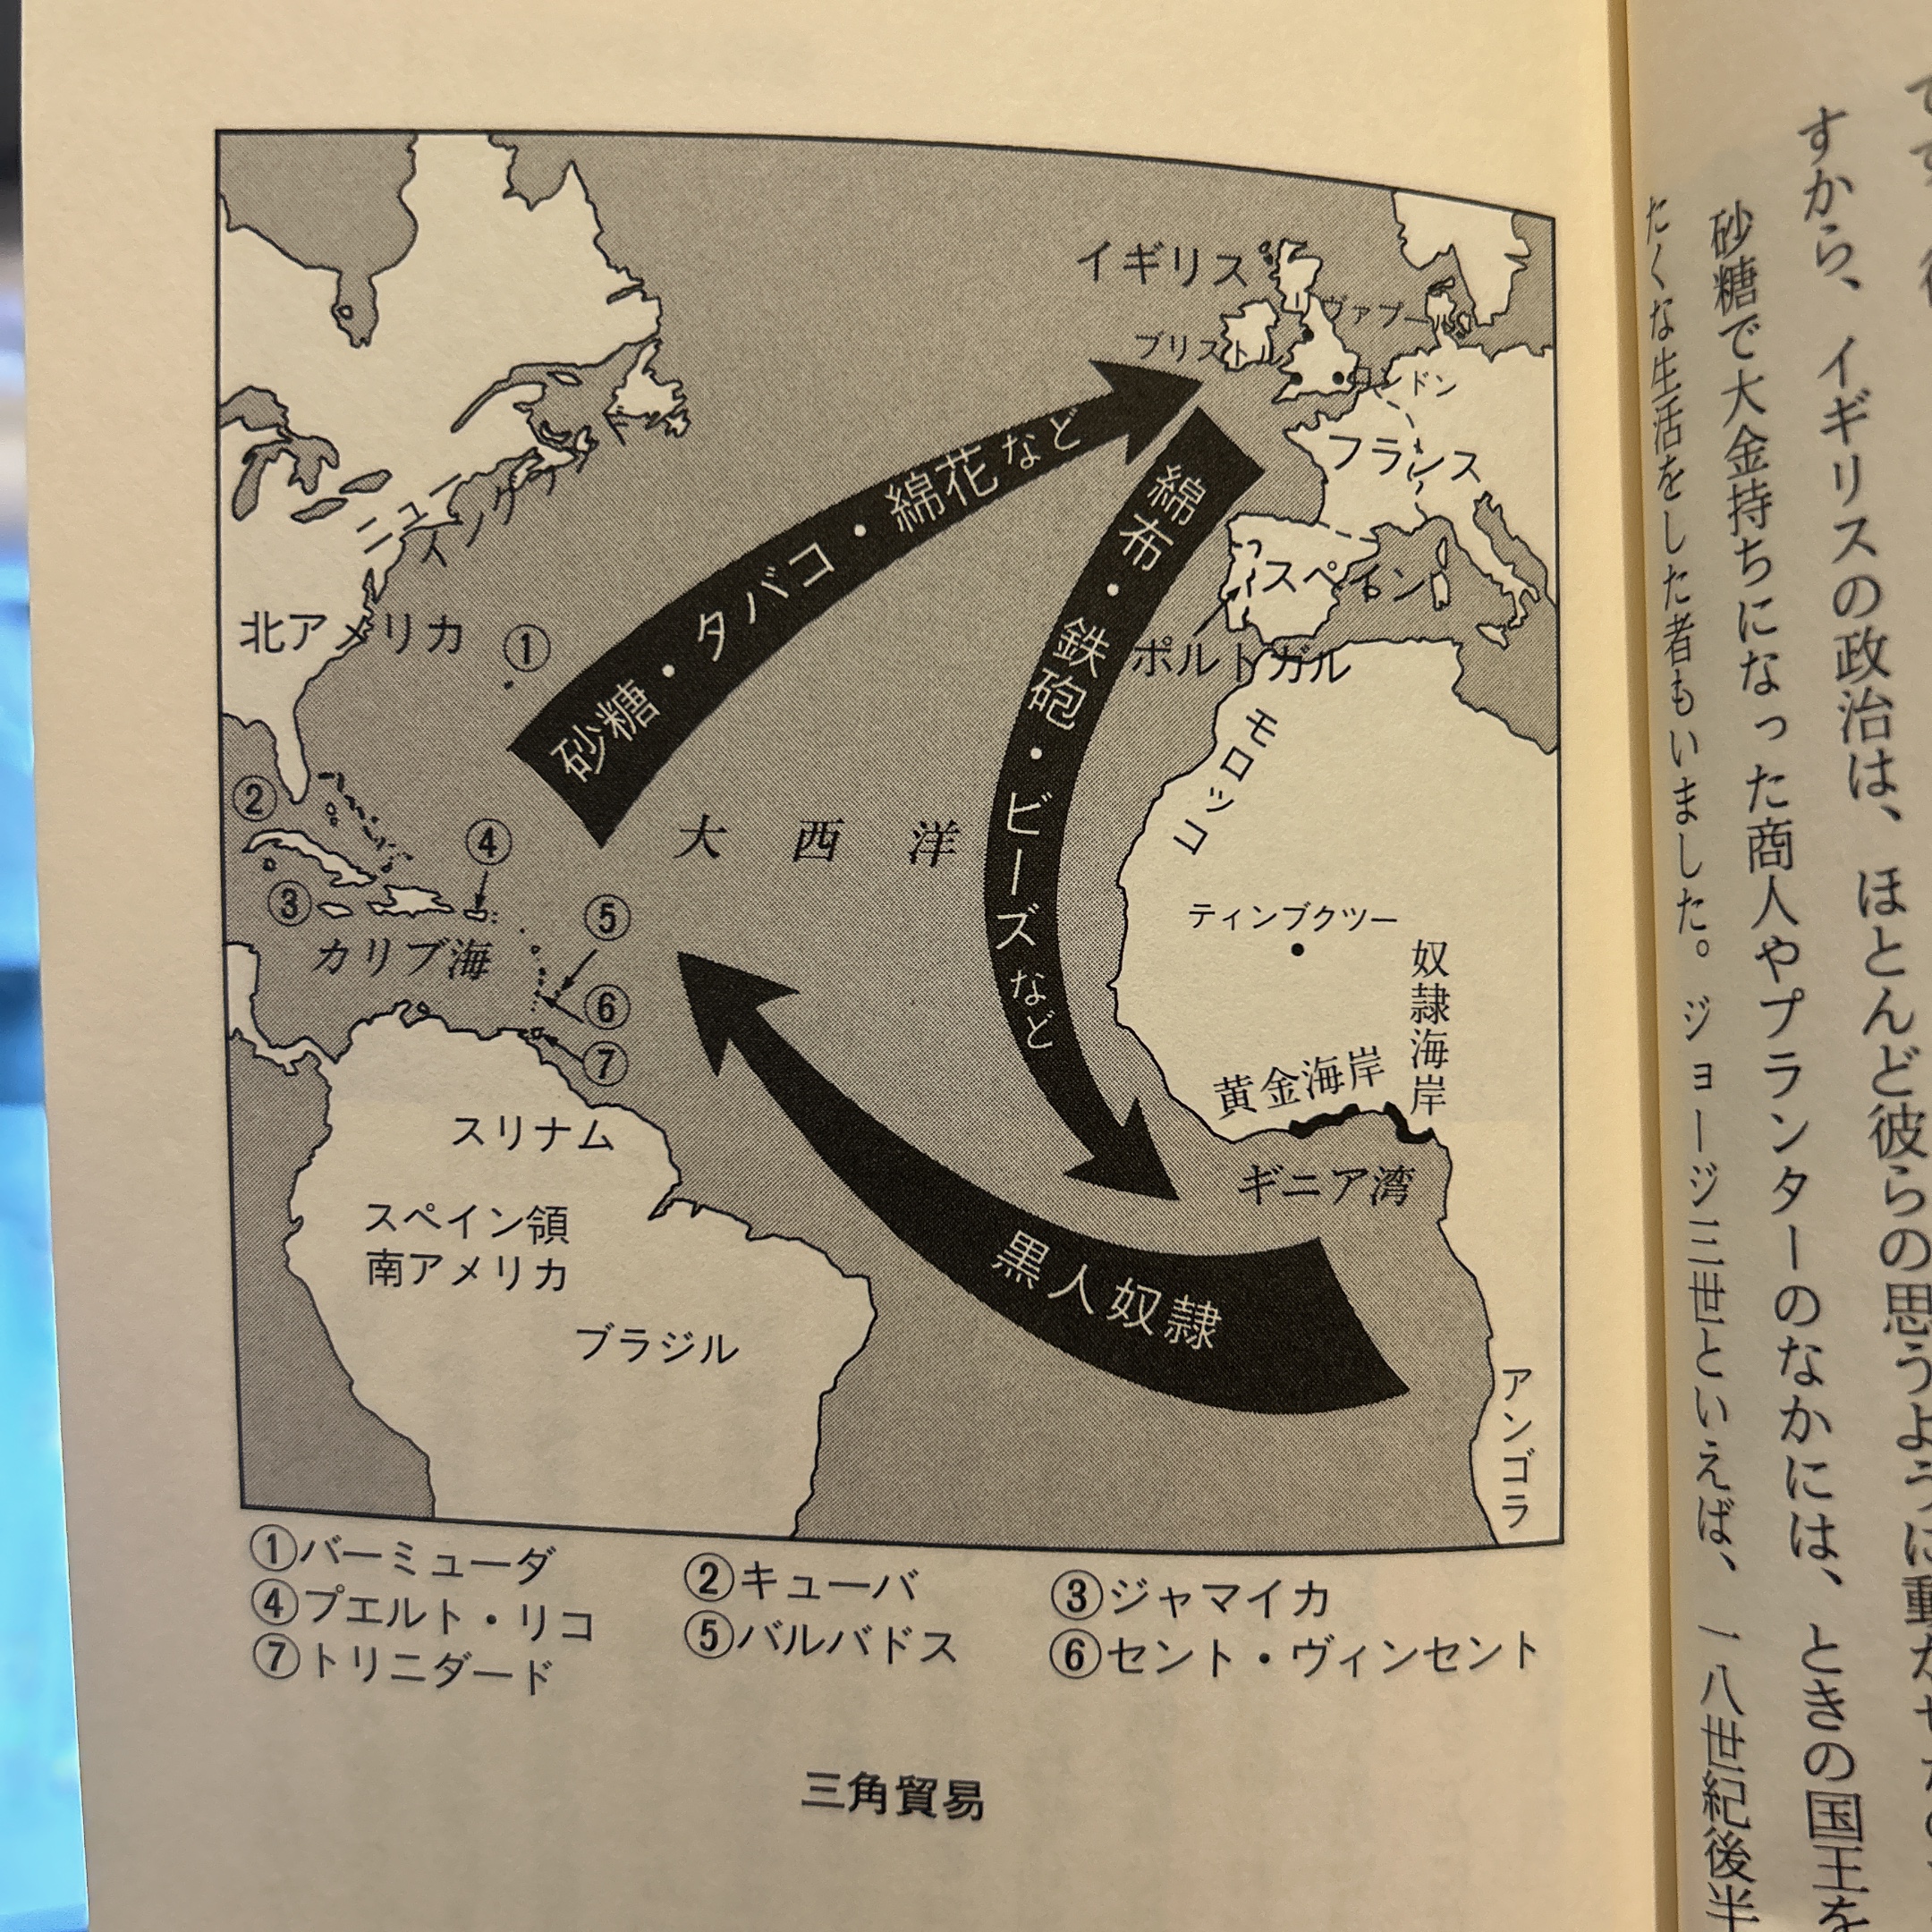 イギリス
ヴァプー
ブリストル
ロンドン
フランス
砂糖・タバコ・綿花など
綿布・鉄砲・ビーズなど
スペイン
ポルトガル
北アメリカ
①
モロッコ
②
④
大西洋
③
⑤
カリブ海
ティンブクツー
奴隷海岸
⑥
⑦
黄金海岸
スリナム
ギニア湾
スペイン領
南アメリカ
黒人奴隷
ブラジル
アンゴラ
①バーミューダ ②キューバ ③ジャマイカ
④プエルト・リコ ⑤バルバドス ⑥セント・ヴィンセント
⑦トリニダード
三角貿易
すから、イギリスの政治は、ほとんど彼らの思うように動か
砂糖で大金持ちになった商人やプランターのなかには、ときの国王を
たくな生活をした者もいました。ジョージ三世といえば、一八世紀後半